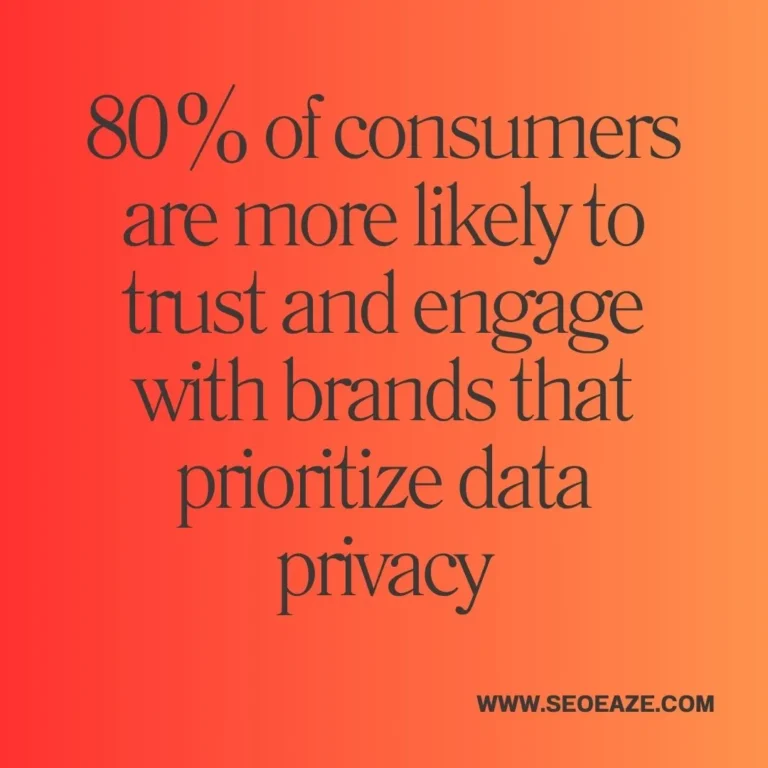 80% of consumers
are more likely to
trust and engage
with brands that
prioritize data
privacy
WWW.SEOEAZE.COM